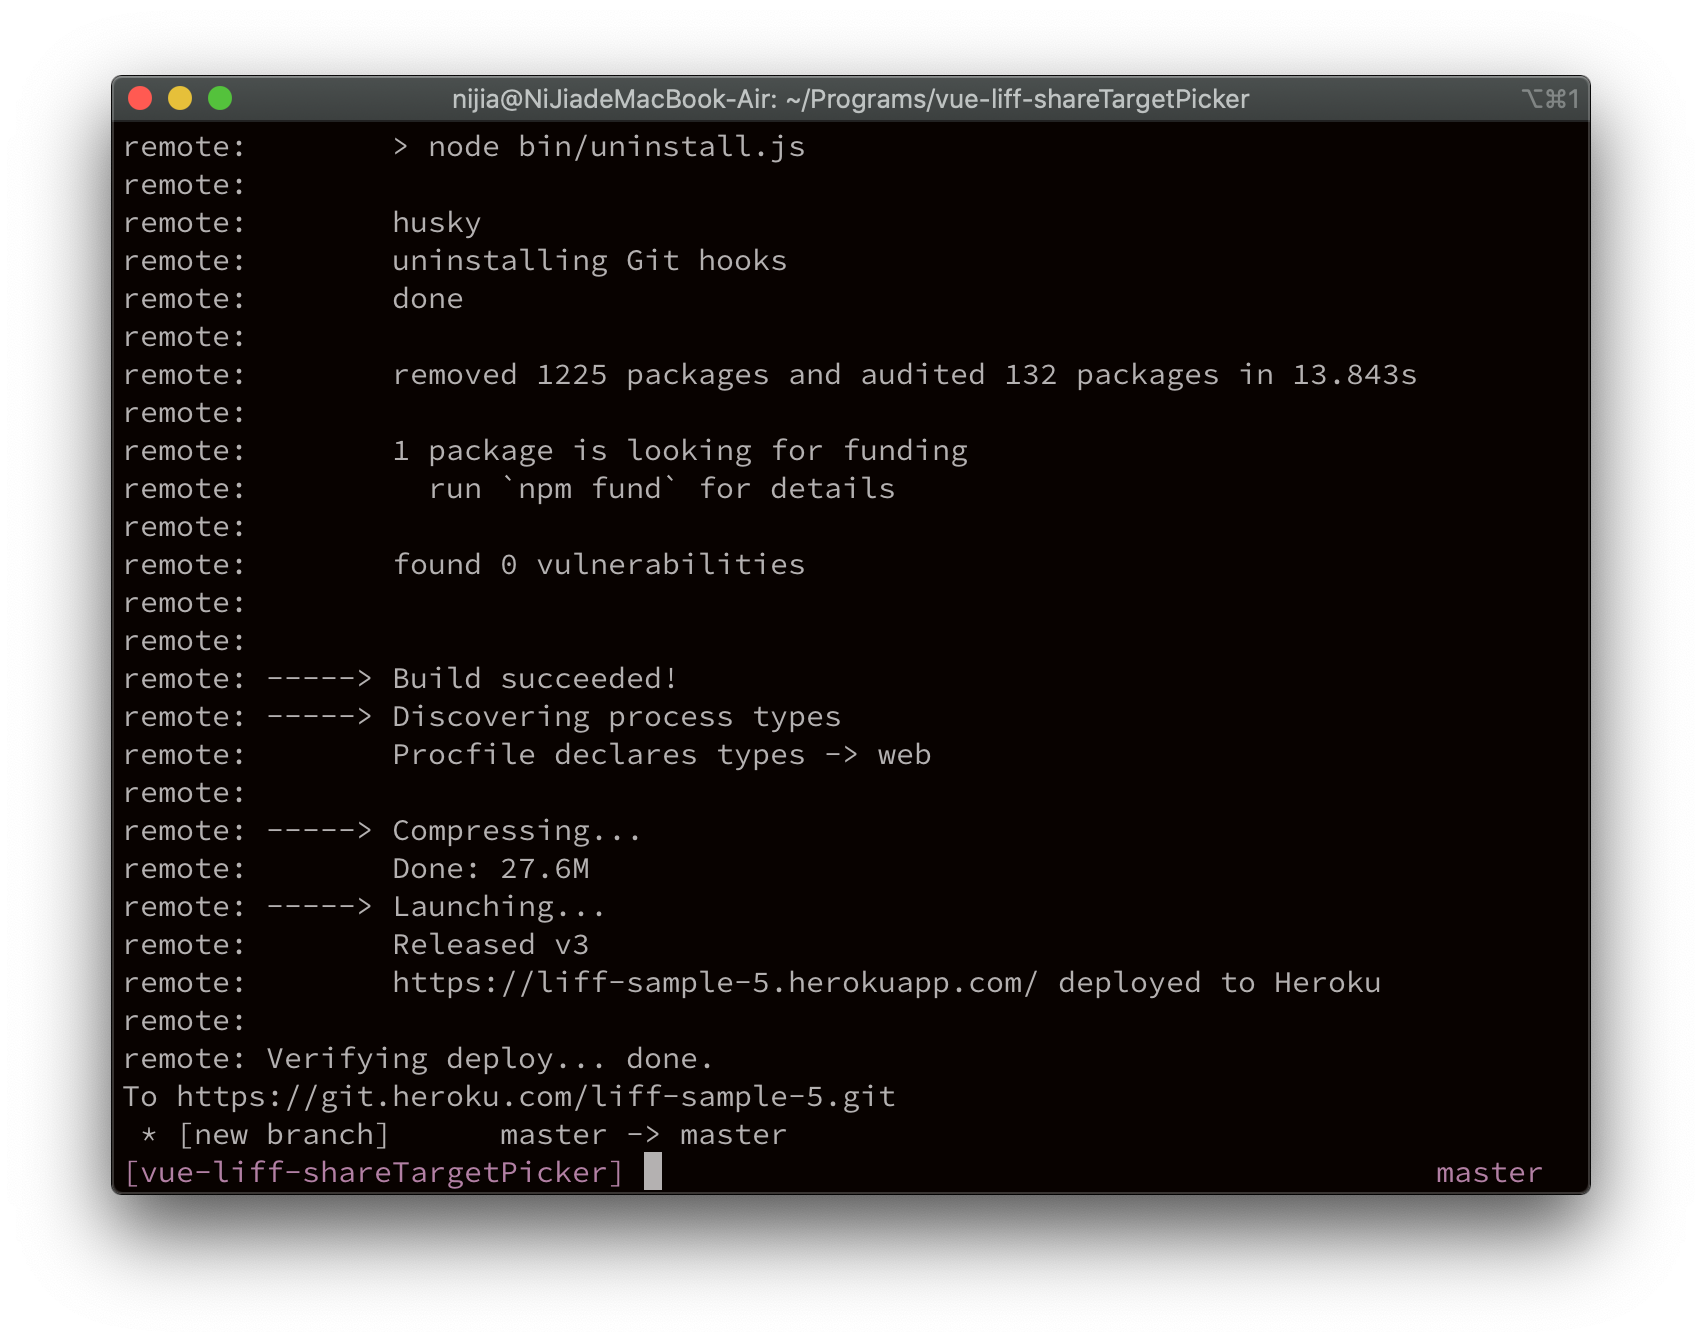 nijia@NiJiadeMacBook-Air: ~/Programs/vue-liff-shareTargetPicker ⌥⌘1
remote:        > node bin/uninstall.js
remote:
remote:        husky
remote:        uninstalling Git hooks
remote:        done
remote:
remote:        removed 1225 packages and audited 132 packages in 13.843s
remote:
remote:        1 package is looking for funding
remote:          run `npm fund` for details
remote:
remote:        found 0 vulnerabilities
remote:
remote:
remote: -----> Build succeeded!
remote: -----> Discovering process types
remote:        Procfile declares types -> web
remote:
remote: -----> Compressing...
remote:        Done: 27.6M
remote: -----> Launching...
remote:        Released v3
remote:        https://liff-sample-5.herokuapp.com/ deployed to Heroku
remote:
remote: Verifying deploy... done.
To https://git.heroku.com/liff-sample-5.git
 * [new branch]      master -> master
[vue-liff-shareTargetPicker] master